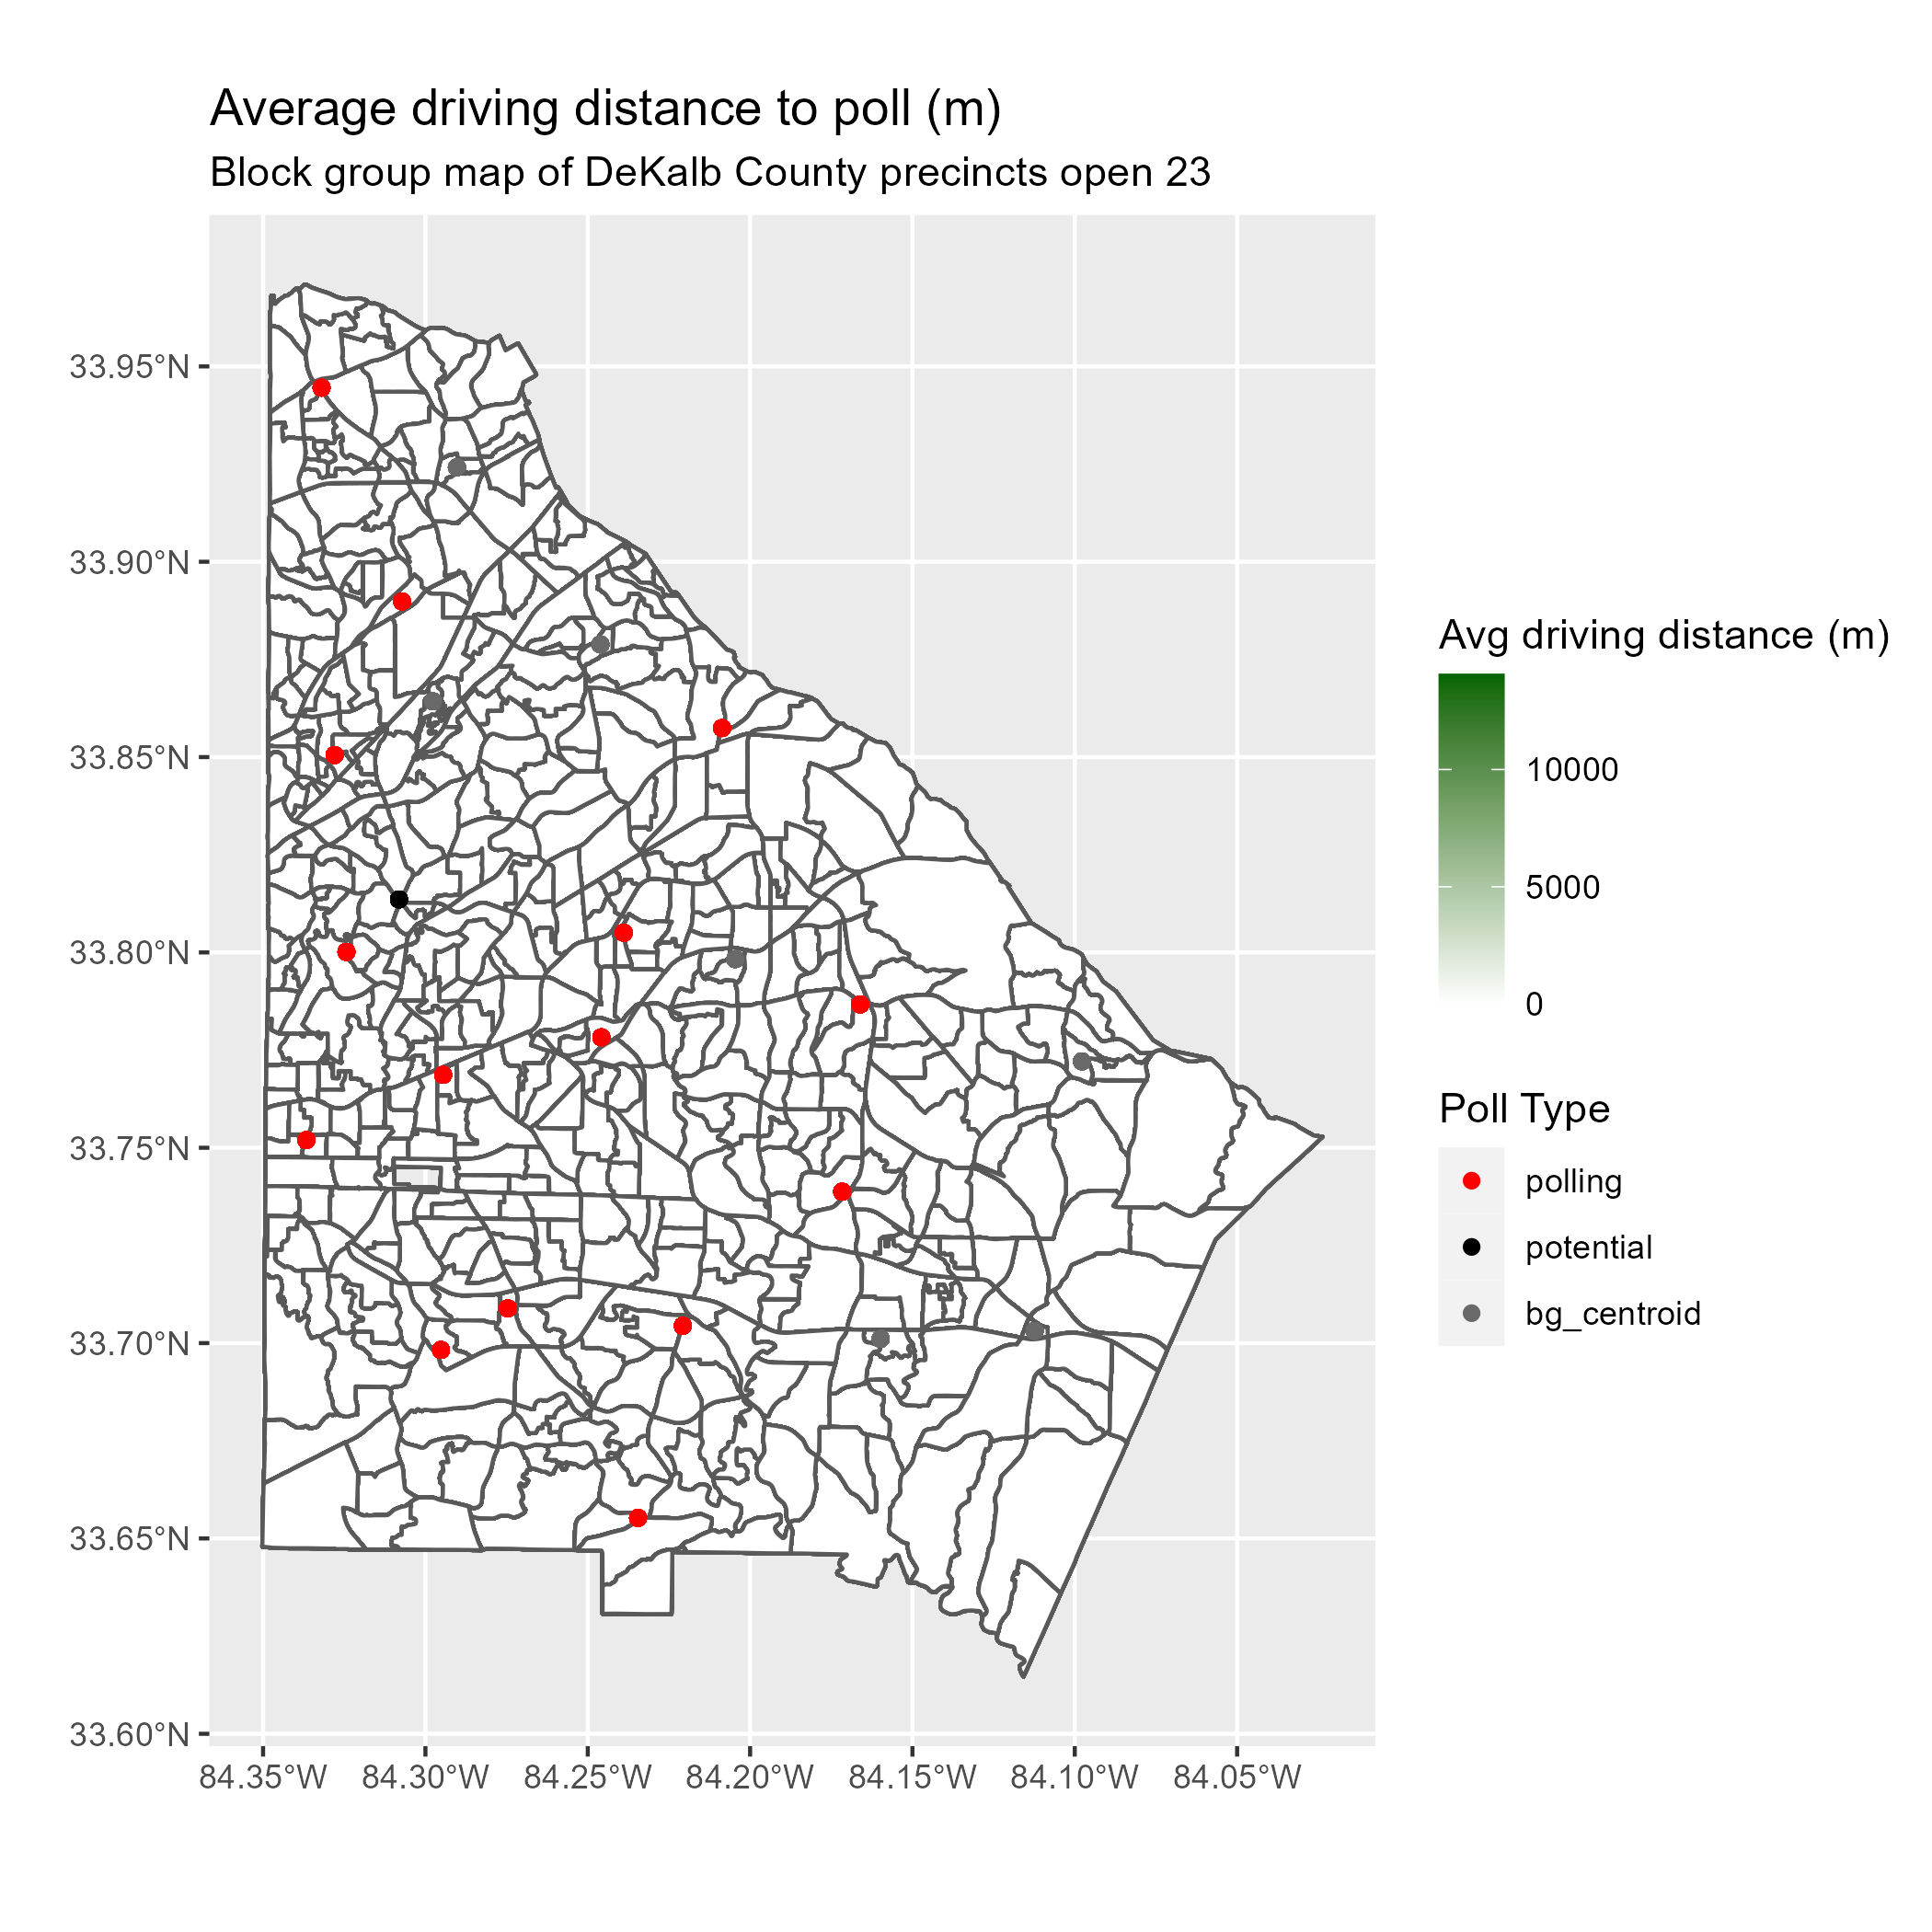 Average driving distance to poll (m)
Block group map of DeKalb County precincts open 23
33.95°N
33.90°N
33.85°N
33.80°N
33.75°N
33.70°N
33.65°N
33.60°N
84.35°W 84.30°W 84.25°W 84.20°W 84.15°W 84.10°W 84.05°W
Avg driving distance (m)
10000
5000
0
Poll Type
polling
potential
bg_centroid